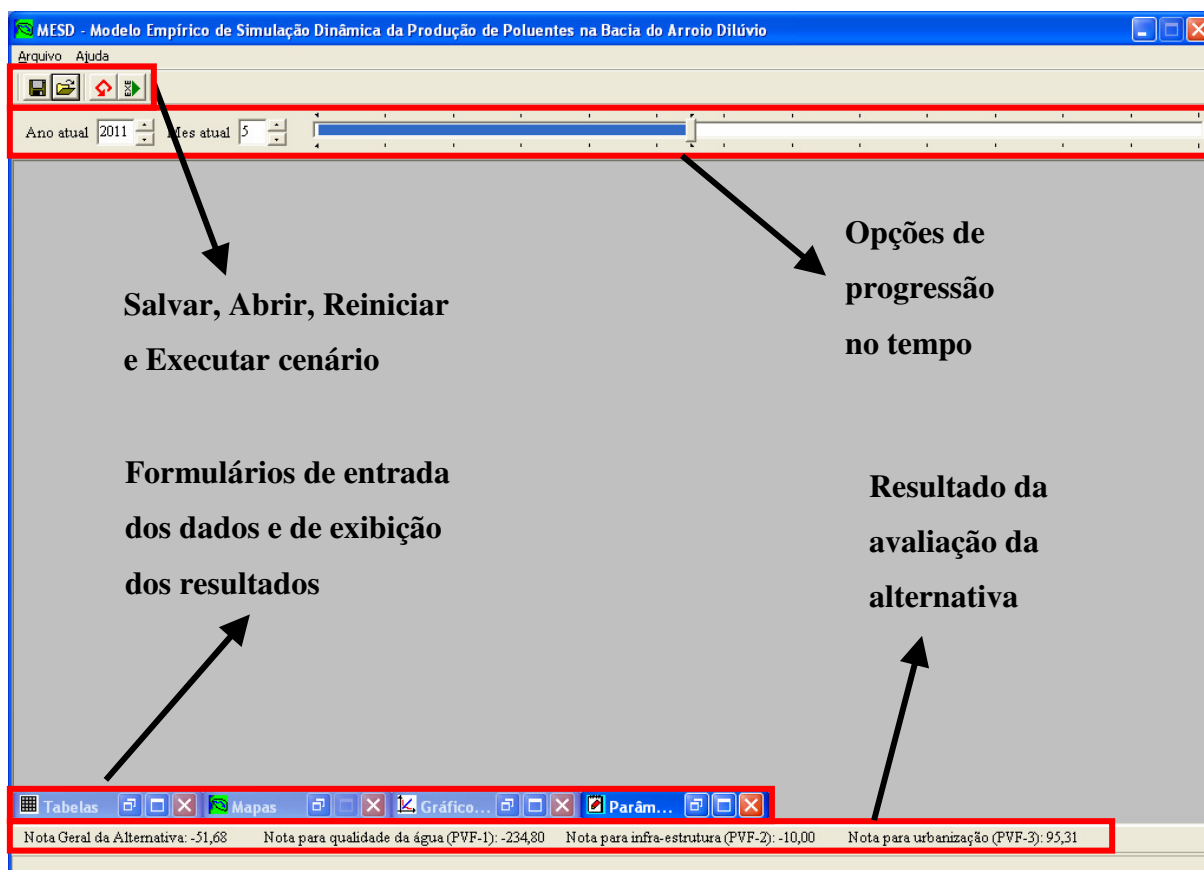 MESD - Modelo Empírico de Simulação Dinâmica da Produção de Poluentes na Bacia do Arroio Dilúvio
Arquivo Ajuda
EXE
Ano atual 2011 Mes atual 5
Opções de
progressão
no tempo
Salvar, Abrir, Reiniciar
e Executar cenário
Formulários de entrada
dos dados e de exibição
dos resultados
Resultado da
avaliação da
alternativa
Tabelas Mapas Gráfico... Parâm...
Nota Geral da Alternativa: -51,68 Nota para qualidade da água (PVF-1): -234,80 Nota para infra-estrutura (PVF-2): -10,00 Nota para urbanização (PVF-3): 95,31